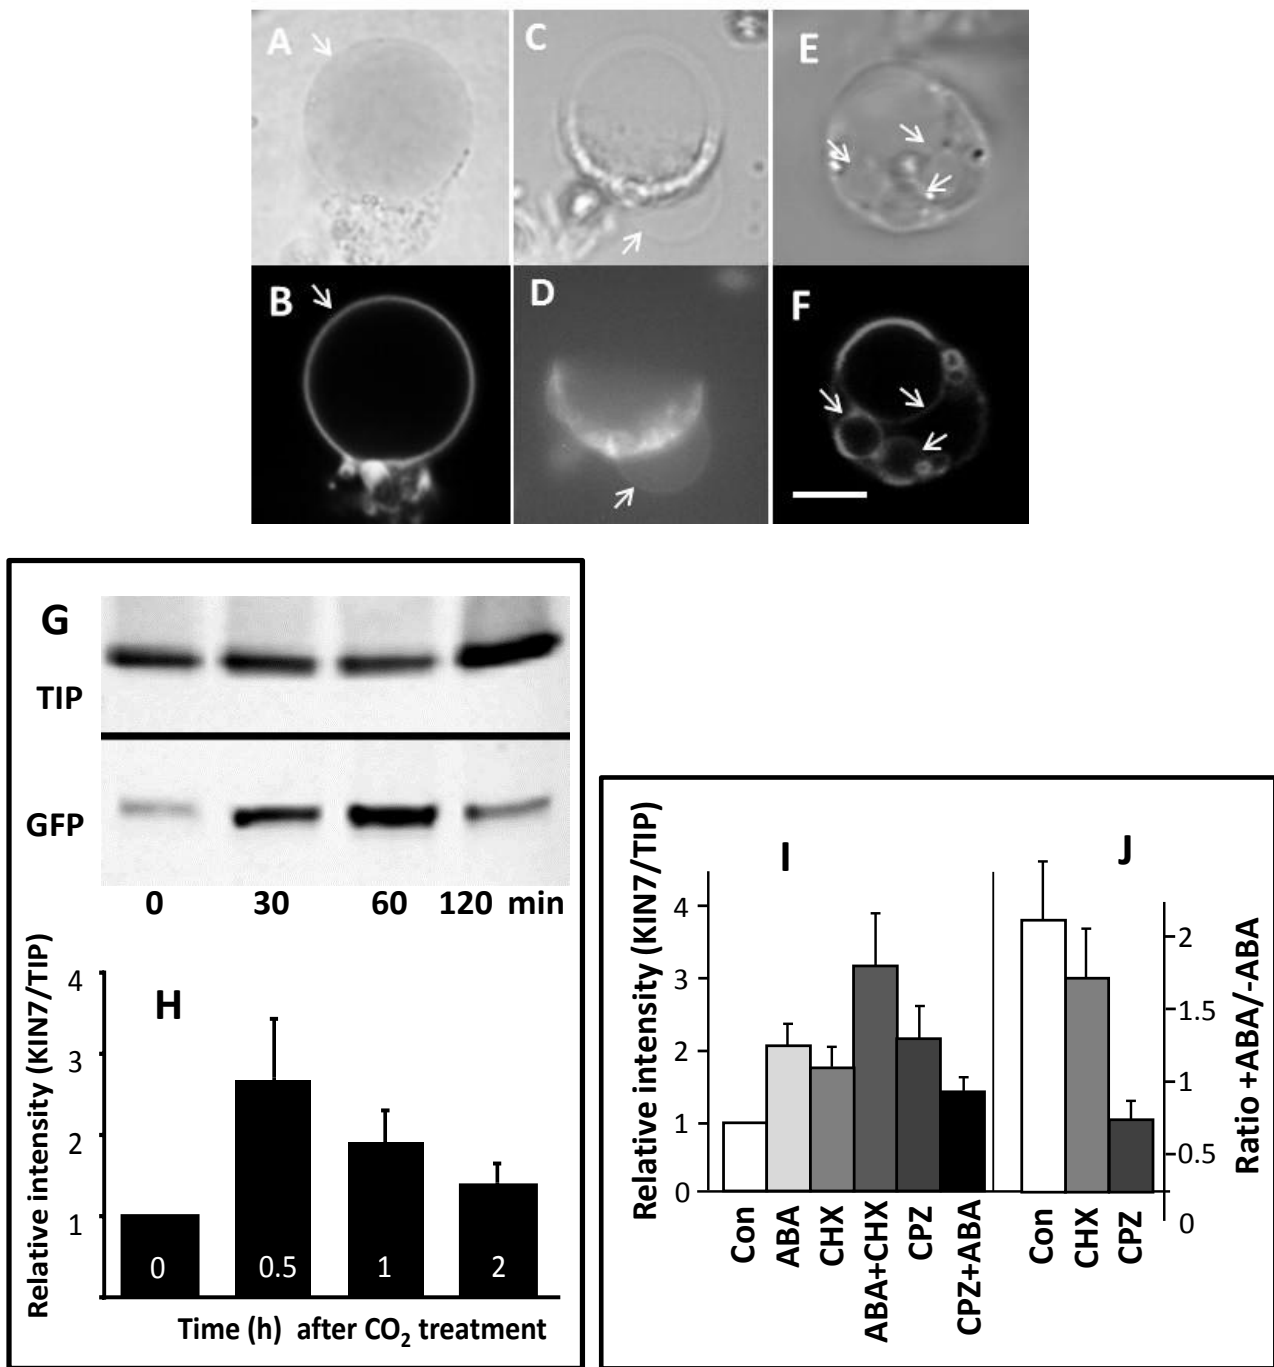 A
C
E
B
D
F
G
TIP
GFP
0 30 60 120 min
Relative intensity (KIN7/TIP)
H
4
3
2
1
0 0.5 1 2
Time (h) after CO2 treatment
Relative intensity (KIN7/TIP)
I
4
3
2
1
0
Con
ABA
CHX
ABA+CHX
CPZ
CPZ+ABA
J
Con
CHX
CPZ
2
1.5
1
0.5
0
Ratio +ABA/-ABA